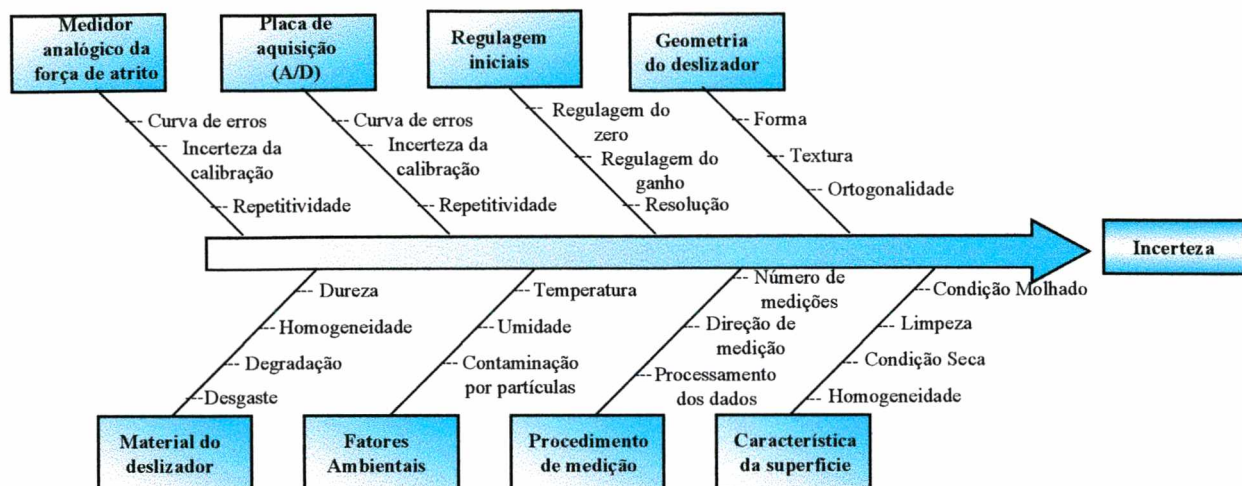 Medidor
analógico da
força de atrito
Placa de
aquisição
(A/D)
Regulagem
iniciais
Geometria
do deslizador
Curva de erros
Incerteza da
calibração
Repetitividade
Curva de erros
Incerteza da
calibração
Repetitividade
Regulagem do
zero
Regulagem do
ganho
Resolução
Forma
Textura
Ortogonalidade
Incerteza
Dureza
Homogeneidade
Degradação
Desgaste
Temperatura
Umidade
Contaminação
por partículas
Número de
medições
Direção de
medição
Processamento
dos dados
Condição Molhado
Limpeza
Condição Seca
Homogeneidade
Material do
deslizador
Fatores
Ambientais
Procedimento
de medição
Característica
da superfície